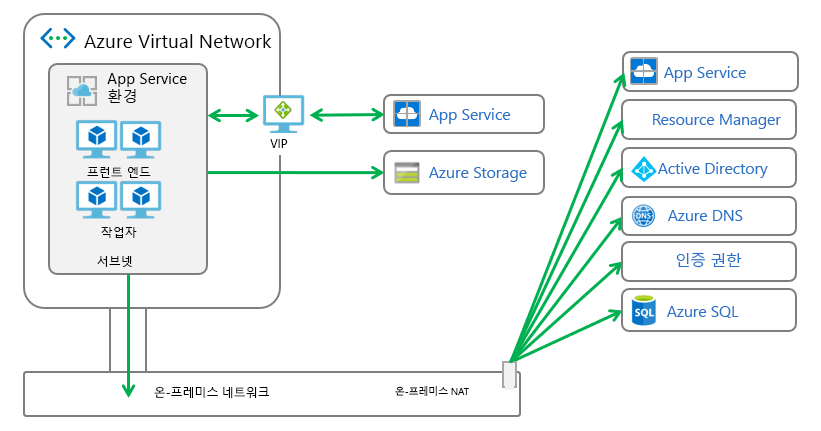 Azure Virtual Network
App Service
환경
프런트 엔드
작업자
서브넷
VIP
App Service
Azure Storage
App Service
Resource Manager
Active Directory
DNS
Azure DNS
인증 권한
SQL
Azure SQL
온-프레미스 네트워크
온-프레미스 NAT